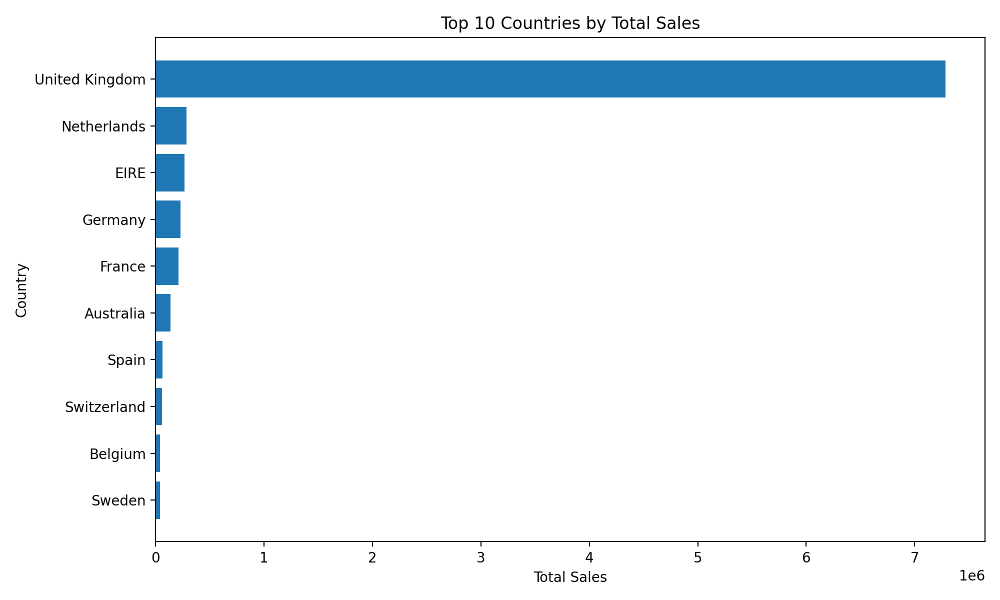 Top 10 Countries by Total Sales
United Kingdom
Netherlands
EIRE
Germany
France
Australia
Spain
Switzerland
Belgium
Sweden
Country
0 1 2 3 4 5 6 7
1e6
Total Sales